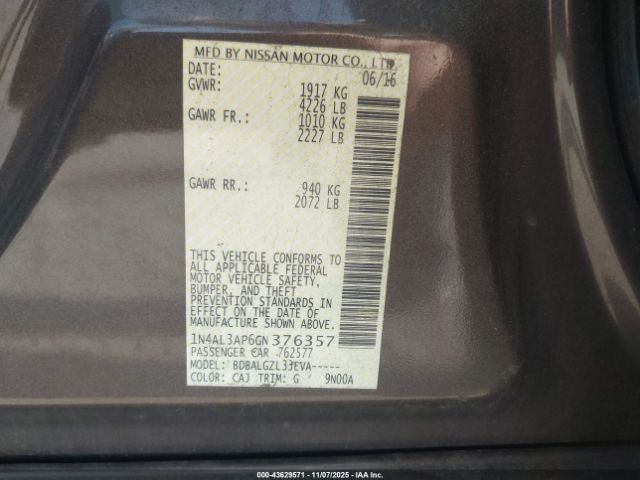 MFD BY NISSAN MOTOR CO., LTD.
DATE: 06/16
GVWR: 1917 KG
4226 LB
GAWR FR.: 1010 KG
2227 LB
GAWR RR.: 940 KG
2072 LB
THIS VEHICLE CONFORMS TO
ALL APPLICABLE FEDERAL
MOTOR VEHICLE SAFETY,
BUMPER, AND THEFT
PREVENTION STANDARDS IN
EFFECT ON THE DATE OF
MANUFACTURE SHOWN ABOVE.
1N4AL3AP6GN376357
PASSENGER CAR 762577
MODEL: BDBALGZL33EVA-----
COLOR: CAJ TRIM: G 9N00A
000-43629571 | 11/07/2025 | IAA Inc.